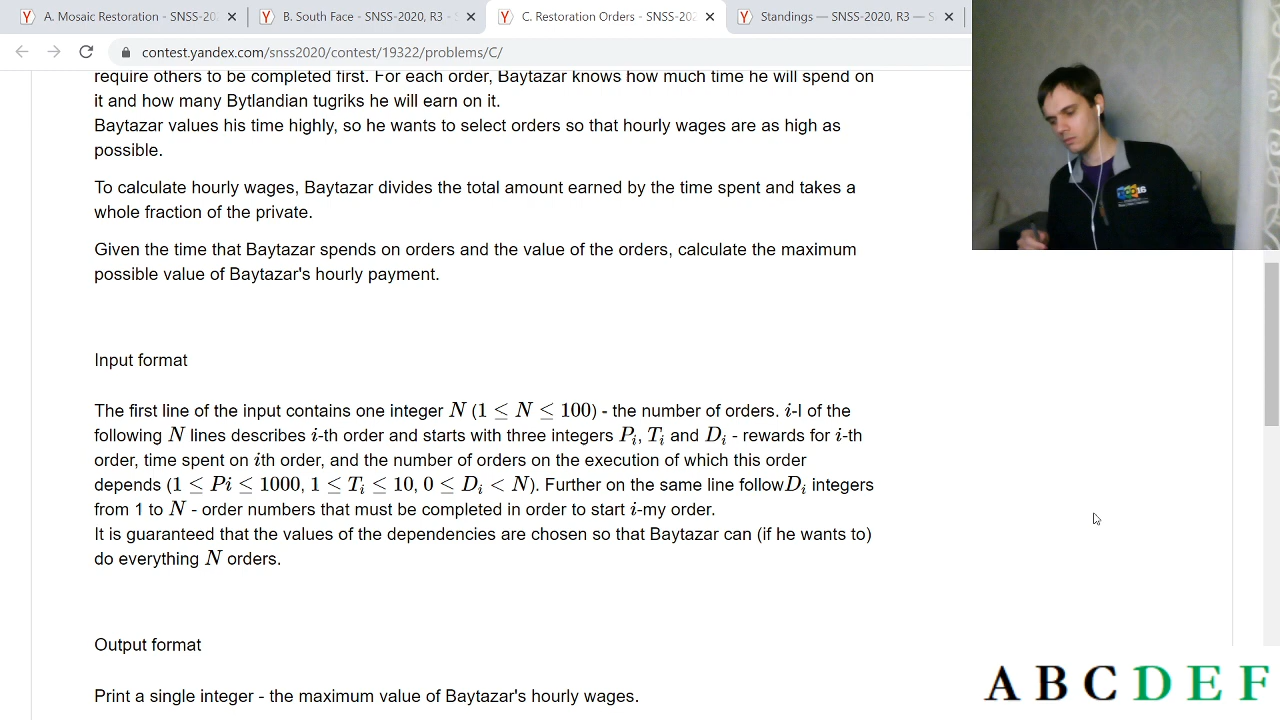 A. Mosaic Restoration - SNSS-20
B. South Face - SNSS-2020, R3 -
C. Restoration Orders - SNSS-202
Standings — SNSS-2020, R3 — S
contest.yandex.com/snss2020/contest/19322/problems/C/
require others to be completed first. For each order, Baytazar knows how much time he will spend on
it and how many Bytlandian tugriks he will earn on it.
Baytazar values his time highly, so he wants to select orders so that hourly wages are as high as
possible.
To calculate hourly wages, Baytazar divides the total amount earned by the time spent and takes a
whole fraction of the private.
Given the time that Baytazar spends on orders and the value of the orders, calculate the maximum
possible value of Baytazar's hourly payment.
Input format
The first line of the input contains one integer N (1 ≤ N ≤ 100) - the number of orders. i-I of the
following N lines describes i-th order and starts with three integers P_i, T_i and D_i - rewards for i-th
order, time spent on ith order, and the number of orders on the execution of which this order
depends (1 ≤ Pi ≤ 1000, 1 ≤ T_i ≤ 10, 0 ≤ D_i < N). Further on the same line followD_i integers
from 1 to N - order numbers that must be completed in order to start i-my order.
It is guaranteed that the values of the dependencies are chosen so that Baytazar can (if he wants to)
do everything N orders.
Output format
Print a single integer - the maximum value of Baytazar's hourly wages.
A B C D E F